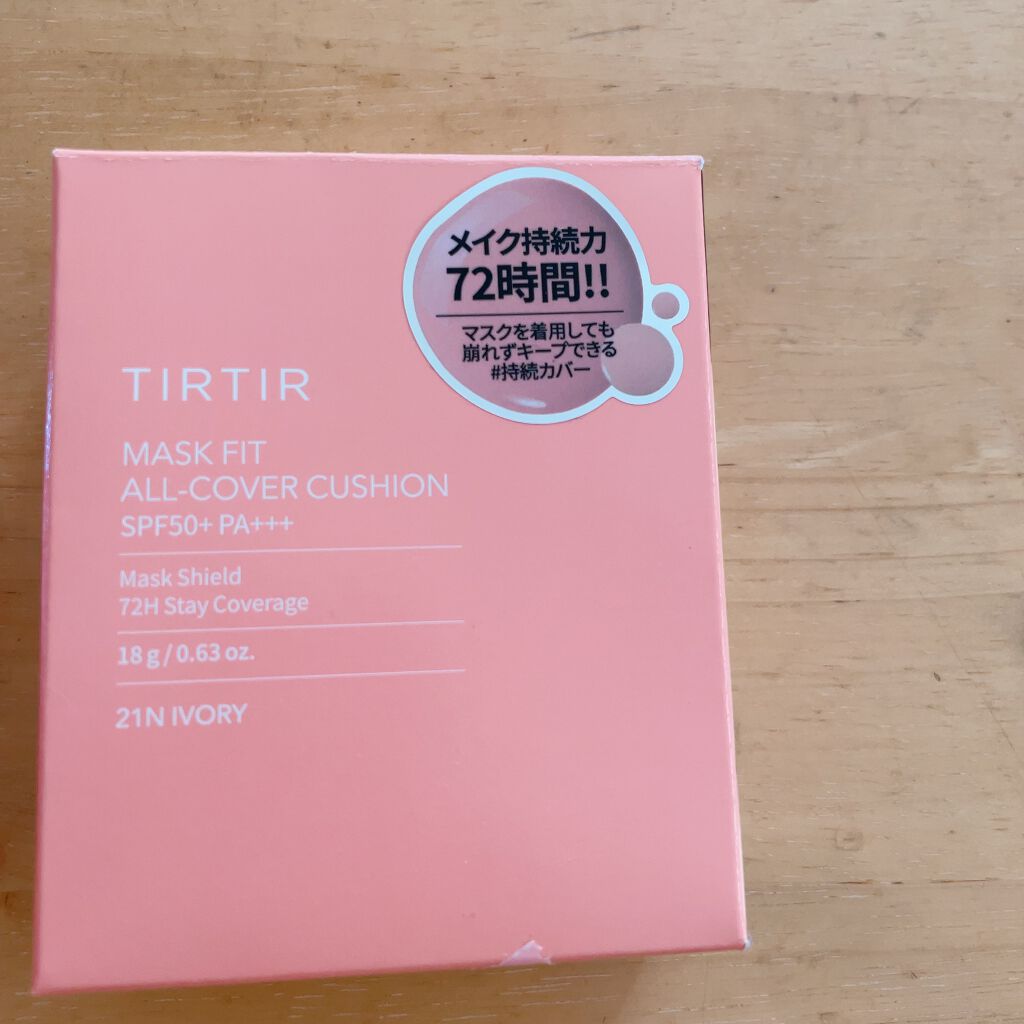 メイク持続力
72時間!!
マスクを着用しても
崩れずキープできる
#持続カバー
TIRTIR
MASK FIT
ALL-COVER CUSHION
SPF50+ PA+++
Mask Shield
72H Stay Coverage
18 g / 0.63 oz.
21N IVORY